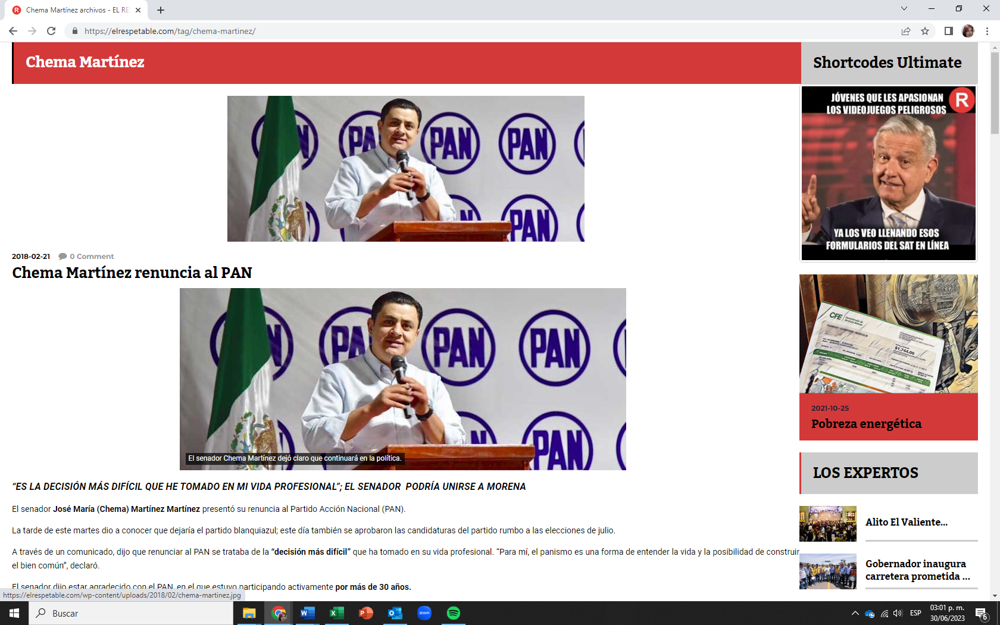 Chema Martínez archivos - EL RE
https://elrespetable.com/tag/chema-martinez/
Chema Martínez
PAN
PAN
PAN
PAN
2018-02-21
0 Comment
Chema Martínez renuncia al PAN
PAN
PAN
PAN
PAN
El senador Chema Martínez dejó claro que continuará en la política.
“ES LA DECISIÓN MÁS DIFÍCIL QUE HE TOMADO EN MI VIDA PROFESIONAL”; EL SENADOR PODRÍA UNIRSE A MORENA
El senador José María (Chema) Martínez Martínez presentó su renuncia al Partido Acción Nacional (PAN).
La tarde de este martes dio a conocer que dejaría el partido blanquiazul; este día también se aprobaron las candidaturas del partido rumbo a las elecciones de julio.
A través de un comunicado, dijo que renunciar al PAN se trataba de la “decisión más difícil” que ha tomado en su vida profesional. “Para mí, el panismo es una forma de entender la vida y la posibilidad de construir
el bien común”, declaró.
El senador dijo estar agradecido con el PAN, en el que estuvo participando activamente por más de 30 años.
https://elrespetable.com/wp-content/uploads/2018/02/chema-martinez.jpg
Shortcodes Ultimate
R
JÓVENES QUE LES APASIONAN
LOS VIDEOJUEGOS PELIGROSOS
YA LOS VEO LLENANDO ESOS
FORMULARIOS DEL SAT EN LÍNEA
CFE
$1,744.00
2021-10-25
Pobreza energética
LOS EXPERTOS
Alito El Valiente...
Gobernador inaugura
carretera prometida ...
Buscar
zoom
ESP
03:01 p. m.
30/06/2023
6